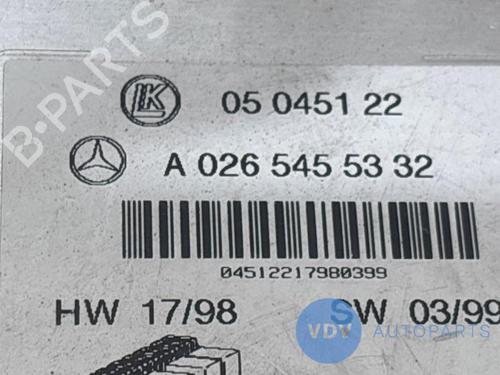 K 05 0451 22
A 026 545 53 32
04512217980399
HW 17/98 SW 03/99
B-PARTS
VDV AUTOPARTS